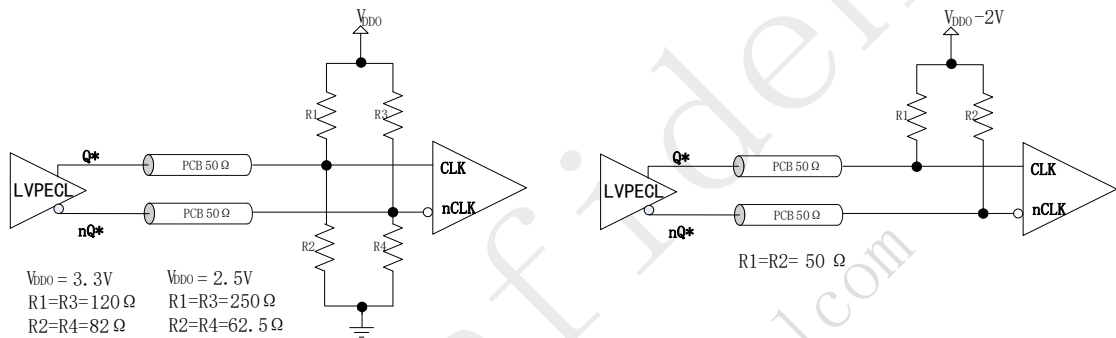 VDDO
R1
R3
Q*
PCB 50 Ω
CLK
LVPECL
PCB 50 Ω
nCLK
nQ*
R2
R4
VDDO = 3.3V
R1=R3=120 Ω
R2=R4=82 Ω
VDDO = 2.5V
R1=R3=250 Ω
R2=R4=62.5 Ω
VDDO-2V
R1
R2
Q*
PCB 50 Ω
CLK
LVPECL
PCB 50 Ω
nCLK
nQ*
R1=R2= 50 Ω